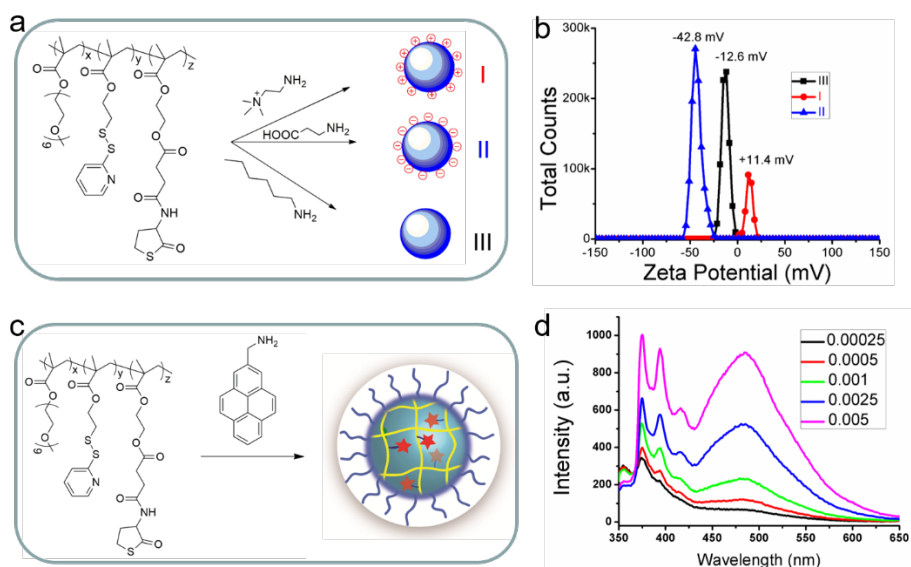 a
x
y
z
O
O
O
O
O
O
O
O
9
S
S
N
O
O
O
NH
O
S
N+
NH2
HOOC
NH2
NH2
I
II
III
b
-42.8 mV
-12.6 mV
+11.4 mV
III
I
II
300k
200k
100k
0
-150
-100
-50
0
50
100
150
Total Counts
Zeta Potential (mV)
c
x
y
z
O
O
O
O
O
O
O
O
9
S
S
N
O
O
O
NH
O
S
NH2
d
1000
800
600
400
200
0
350
400
450
500
550
600
650
Intensity (a.u.)
Wavelength (nm)
0.00025
0.0005
0.001
0.0025
0.005